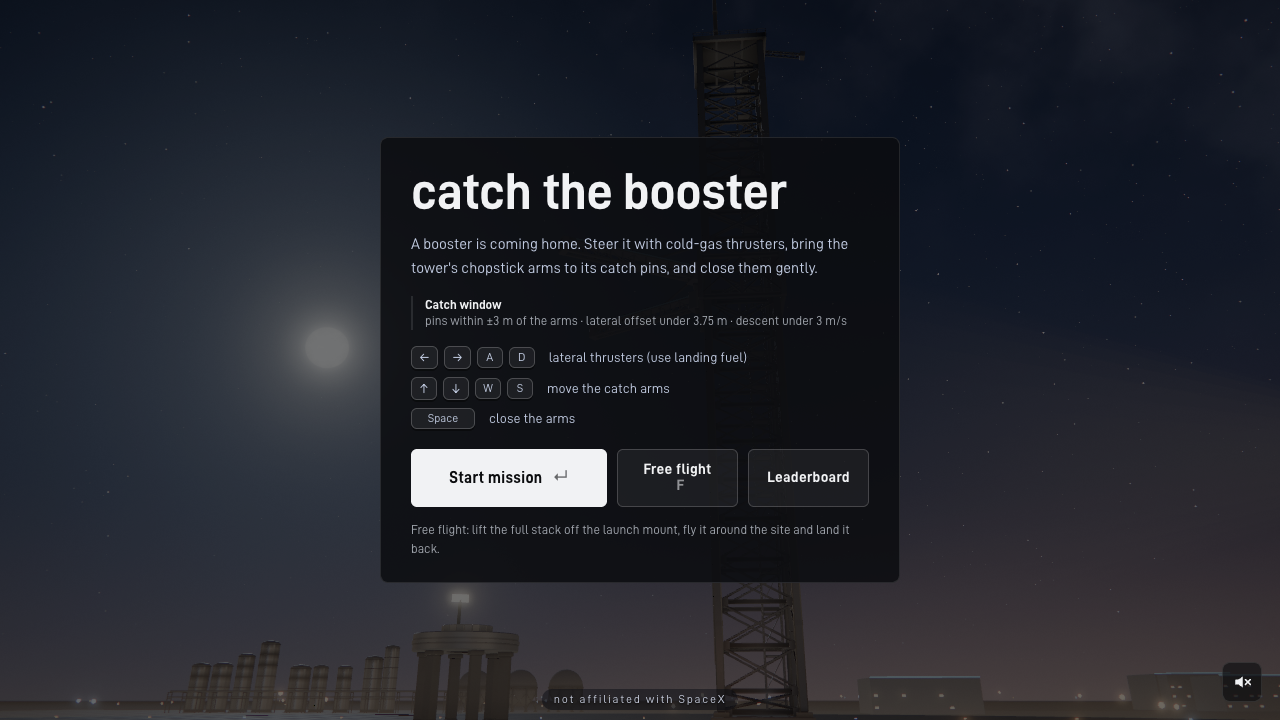 catch the booster
A booster is coming home. Steer it with cold-gas thrusters, bring the
tower's chopstick arms to its catch pins, and close them gently.
Catch window
pins within ±3 m of the arms · lateral offset under 3.75 m · descent under 3 m/s
← → A D lateral thrusters (use landing fuel)
↑ ↓ W S move the catch arms
Space close the arms
Start mission ↵
Free flight
F
Leaderboard
Free flight: lift the full stack off the launch mount, fly it around the site and land it
back.
not affiliated with SpaceX